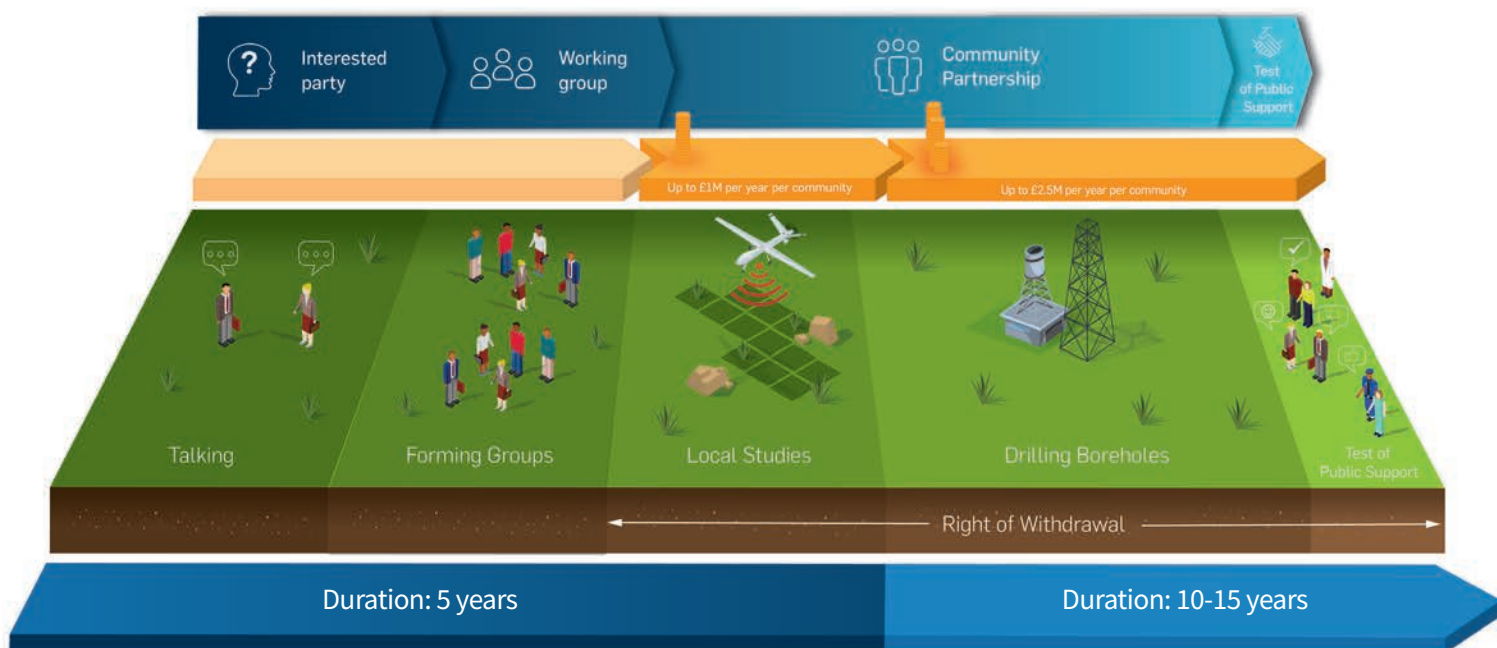 ?
Interested
party
Working
group
Community
Partnership
Test
of Public
Support
Up to £1M per year per community
Up to £2.5M per year per community
Talking
Forming Groups
Local Studies
Drilling Boreholes
Test of
Public Support
Right of Withdrawal
Duration: 5 years
Duration: 10-15 years